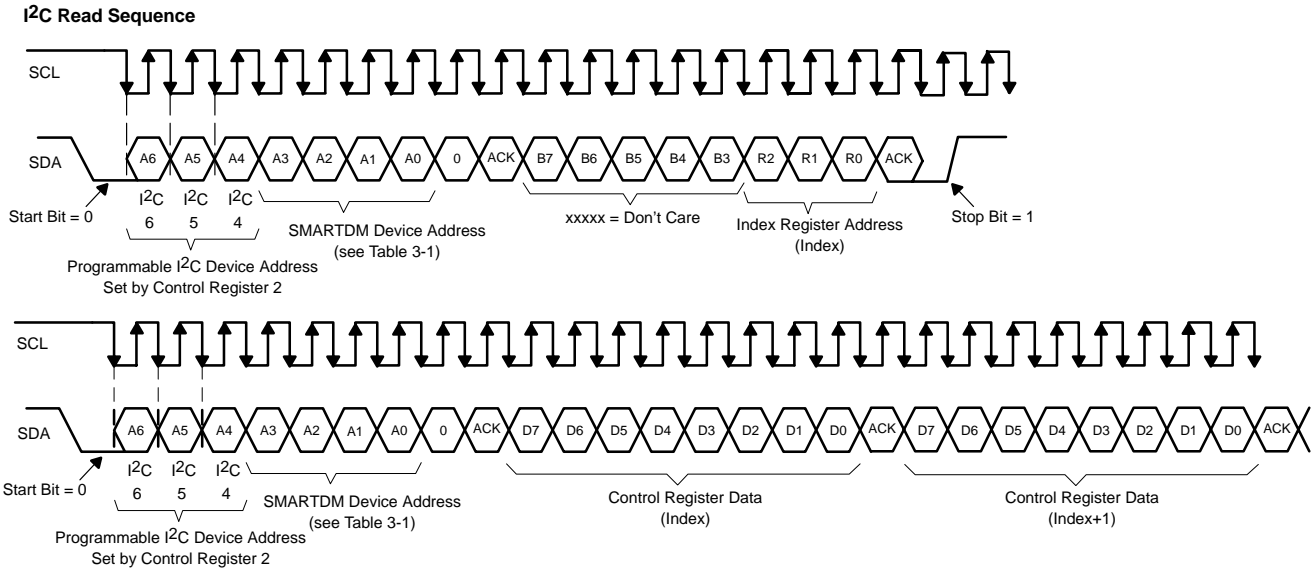 I2C Read Sequence
SCL
SDA
A6 A5 A4 A3 A2 A1 A0 0 ACK B7 B6 B5 B4 B3 R2 R1 R0 ACK
Start Bit = 0
I2C I2C I2C
6 5 4
SMARTDM Device Address
(see Table 3-1)
xxxxx = Don't Care
Index Register Address
(Index)
Stop Bit = 1
Programmable I2C Device Address
Set by Control Register 2
SCL
SDA
A6 A5 A4 A3 A2 A1 A0 0 ACK D7 D6 D5 D4 D3 D2 D1 D0 ACK D7 D6 D5 D4 D3 D2 D1 D0 ACK
Start Bit = 0
I2C I2C I2C
6 5 4
SMARTDM Device Address
(see Table 3-1)
Control Register Data
(Index)
Control Register Data
(Index+1)
Programmable I2C Device Address
Set by Control Register 2